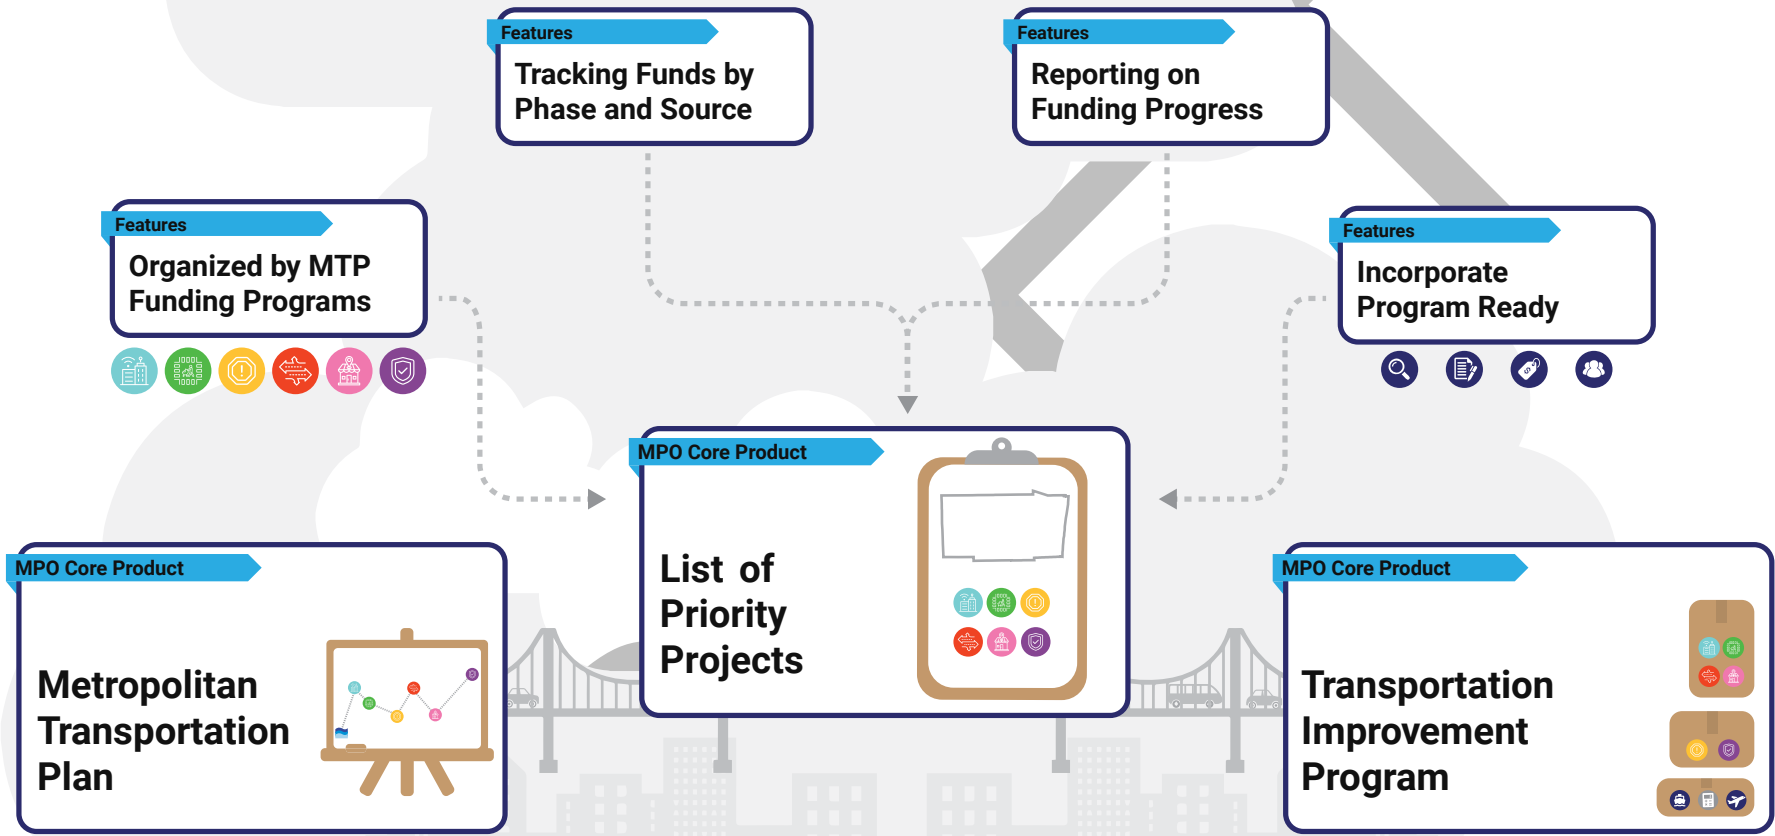 Features
Tracking Funds by
Phase and Source
Features
Reporting on
Funding Progress
Features
Organized by MTP
Funding Programs
Features
Incorporate
Program Ready
MPO Core Product
List of
Priority
Projects
MPO Core Product
Metropolitan
Transportation
Plan
MPO Core Product
Transportation
Improvement
Program